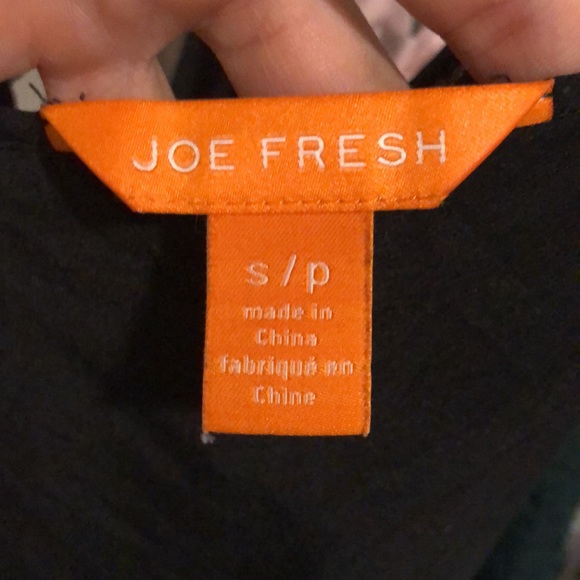 JOE FRESH
s/p
made in
China
fabriqué en
Chine